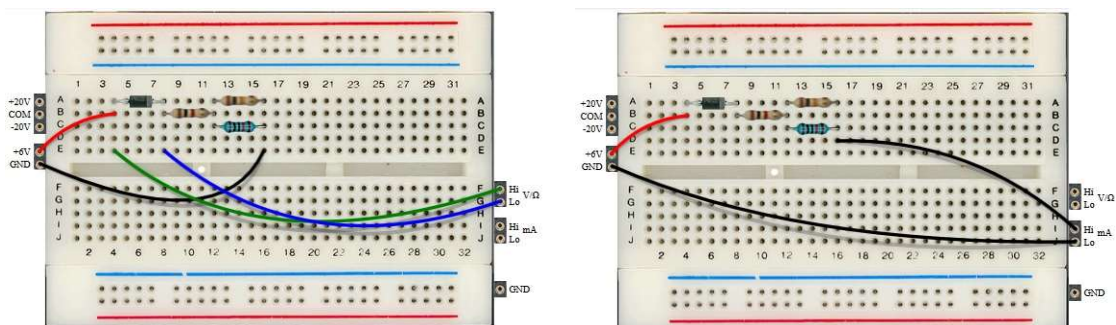 1 3 5 7 9 11 13 15 17 19 21 23 25 27 29 31
A A
+20V
B B
COM
C C
-20V
D D
+6V
E E
GND
F F
Hi
V/Ω
G G
Lo
H H
I I
Hi
mA
J J
Lo
2 4 6 8 10 12 14 16 18 20 22 24 26 28 30 32
GND
1 3 5 7 9 11 13 15 17 19 21 23 25 27 29 31
A A
+20V
B B
COM
C C
-20V
D D
+6V
E E
GND
F F
Hi
V/Ω
G G
Lo
H H
I I
Hi
mA
J J
Lo
2 4 6 8 10 12 14 16 18 20 22 24 26 28 30 32
GND